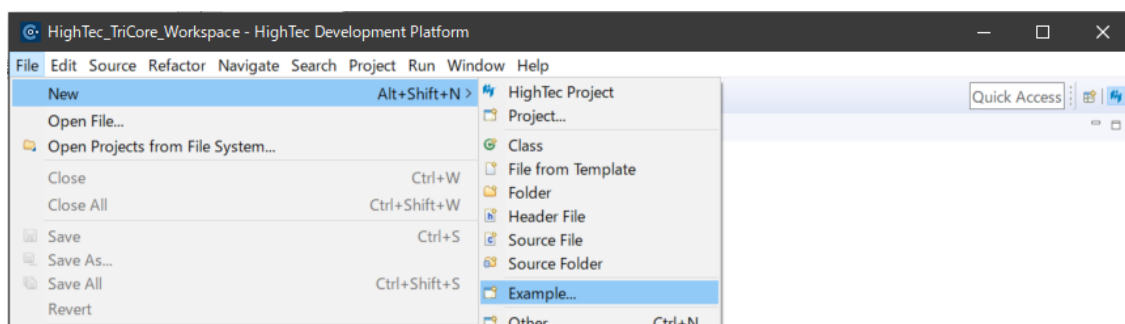 HighTec_TriCore_Workspace - HighTec Development Platform
File Edit Source Refactor Navigate Search Project Run Window Help
New Alt+Shift+N >
Open File...
Open Projects from File System...
Close Ctrl+W
Close All Ctrl+Shift+W
Save Ctrl+S
Save As...
Save All Ctrl+Shift+S
Revert
HighTec Project
Project...
Class
File from Template
Folder
Header File
Source File
Source Folder
Example...
Other Ctrl+N
Quick Access